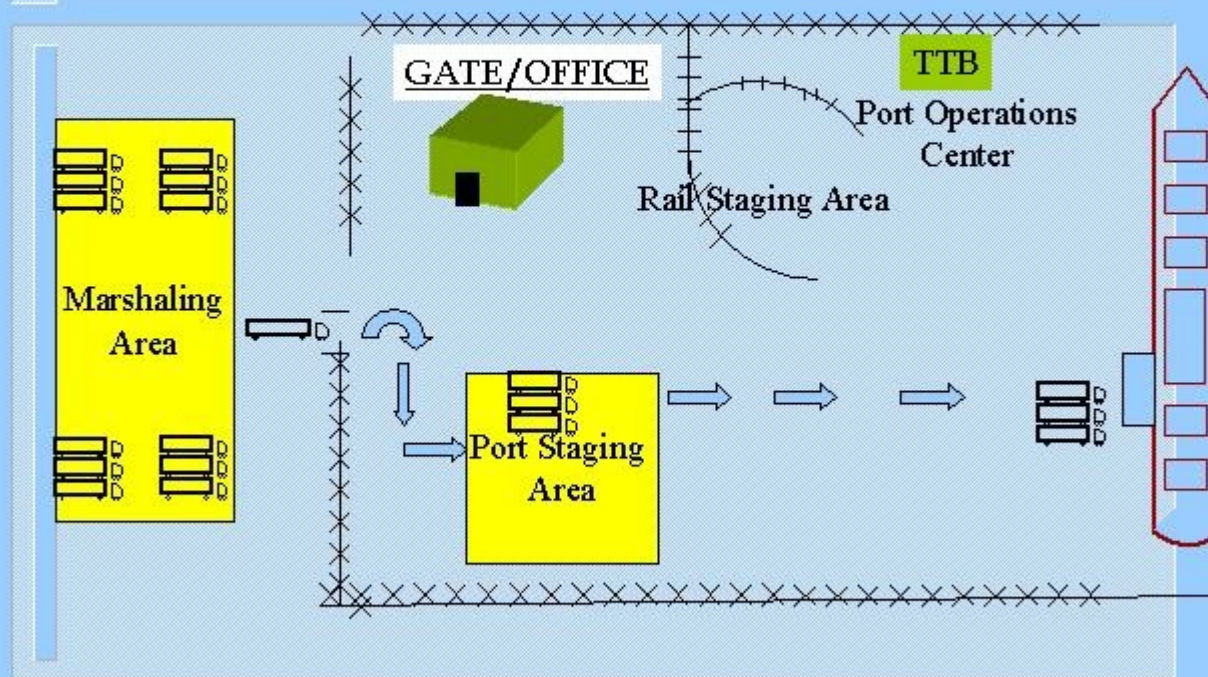 GATE/OFFICE
TTB
Port Operations
Center
Rail Staging Area
Marshaling
Area
Port Staging
Area